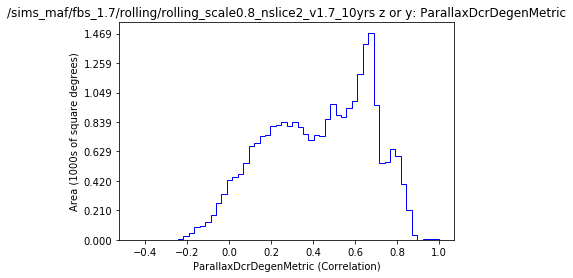 /sims_maf/fbs_1.7/rolling/rolling_scale0.8_nslice2_v1.7_10yrs z or y: ParallaxDcrDegenMetric
1.469
1.259
1.049
0.839
0.629
0.420
0.210
0.000
Area (1000s of square degrees)
−0.4 −0.2 0.0 0.2 0.4 0.6 0.8 1.0
ParallaxDcrDegenMetric (Correlation)